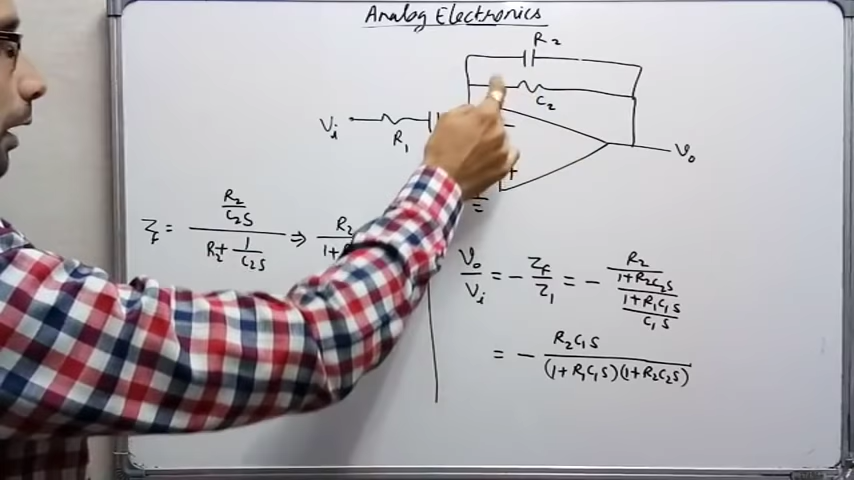 Analog Electronics
R2
C2
Vi
R1
+
Vo
Zf = (R2/C2S)/(R2+1/C2S) ⇒ R2/1+
Vo/Vi = - ZF/Z1 = - (R2/1+R2C2S)/(1+R1C1S/C1S)
= - R2C1S/(1+R1C1S)(1+R2C2S)